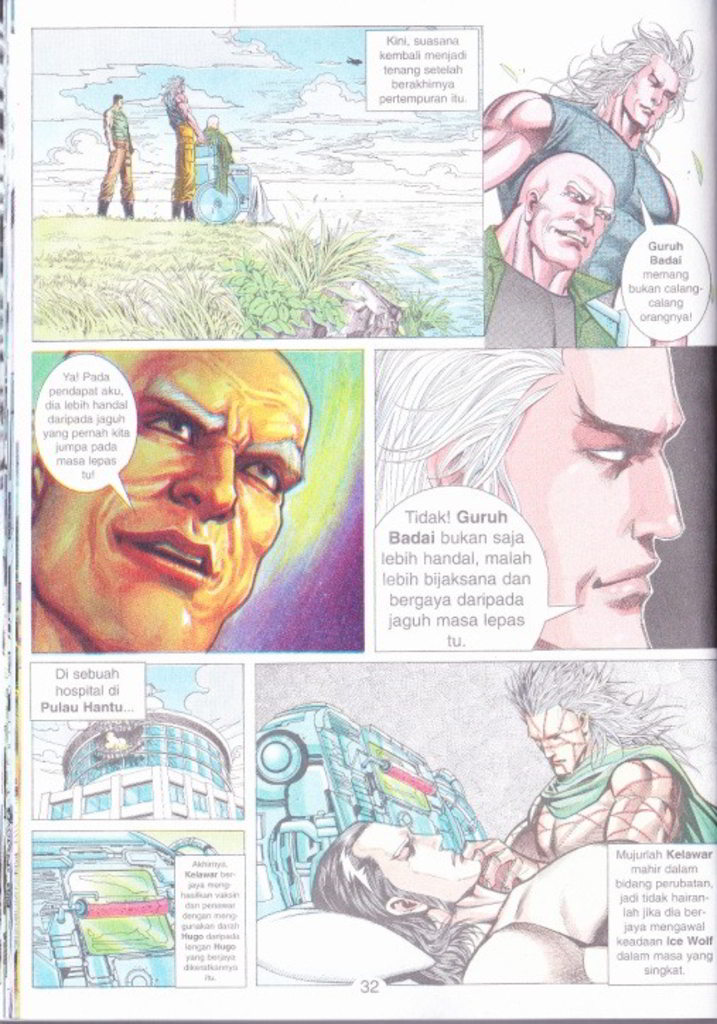 Kini, suasana
kembali menjadi
tenang setelah
berakhirnya
pertempuran itu.
Guruh
Badai
memang
bukan calang-
calang
orangnya!
Ya! Pada
pendapat aku,
dia lebih handal
daripada jaguh
yang pernah kita
jumpa pada
masa lepas
tu!
Tidak! Guruh
Badai bukan saja
lebih handal, malah
lebih bijaksana dan
bergaya daripada
jaguh masa lepas
tu.
Di sebuah
hospital di
Pulau Hantu...
Akhirnya,
Kelawar ber-
jaya meng-
hasilkan vaksin
dan penawar
dengan meng-
gunakan darah
Hugo daripada
lengan Hugo
yang berjaya
dikeratkannya
itu.
Mujurlah Kelawar
mahir dalam
bidang perubatan,
jadi tidak hairan-
lah jika dia ber-
jaya mengawal
keadaan Ice Wolf
dalam masa yang
singkat.
32